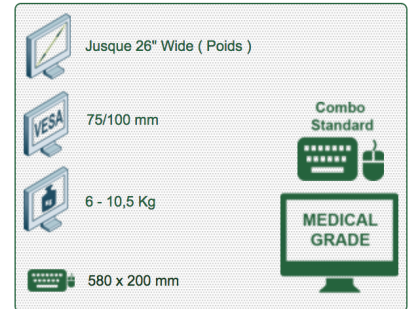 Jusque 26" Wide ( Poids )
VESA
75/100 mm
Combo
Standard
6 - 10,5 Kg
MEDICAL
GRADE
580 x 200 mm